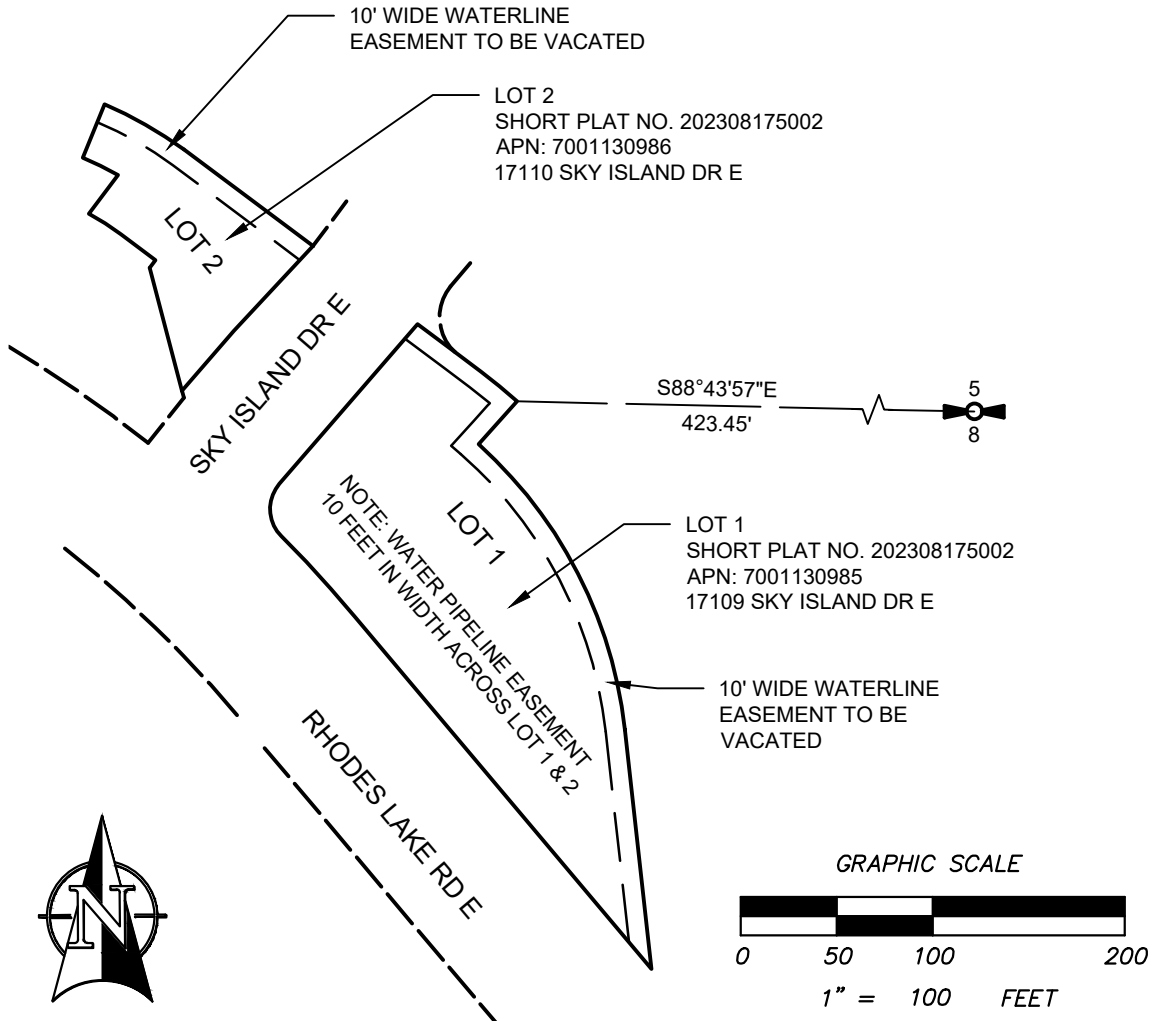 10' WIDE WATERLINE
EASEMENT TO BE VACATED
LOT 2
SHORT PLAT NO. 202308175002
APN: 7001130986
17110 SKY ISLAND DR E
LOT 2
SKY ISLAND DR E
S88°43'57"E
423.45'
5
8
LOT 1
NOTE: WATER PIPELINE EASEMENT
10 FEET IN WIDTH ACROSS LOT 1 & 2
LOT 1
SHORT PLAT NO. 202308175002
APN: 7001130985
17109 SKY ISLAND DR E
10' WIDE WATERLINE
EASEMENT TO BE
VACATED
RHODES LAKE RD E
N
GRAPHIC SCALE
0 50 100 200
1" = 100 FEET